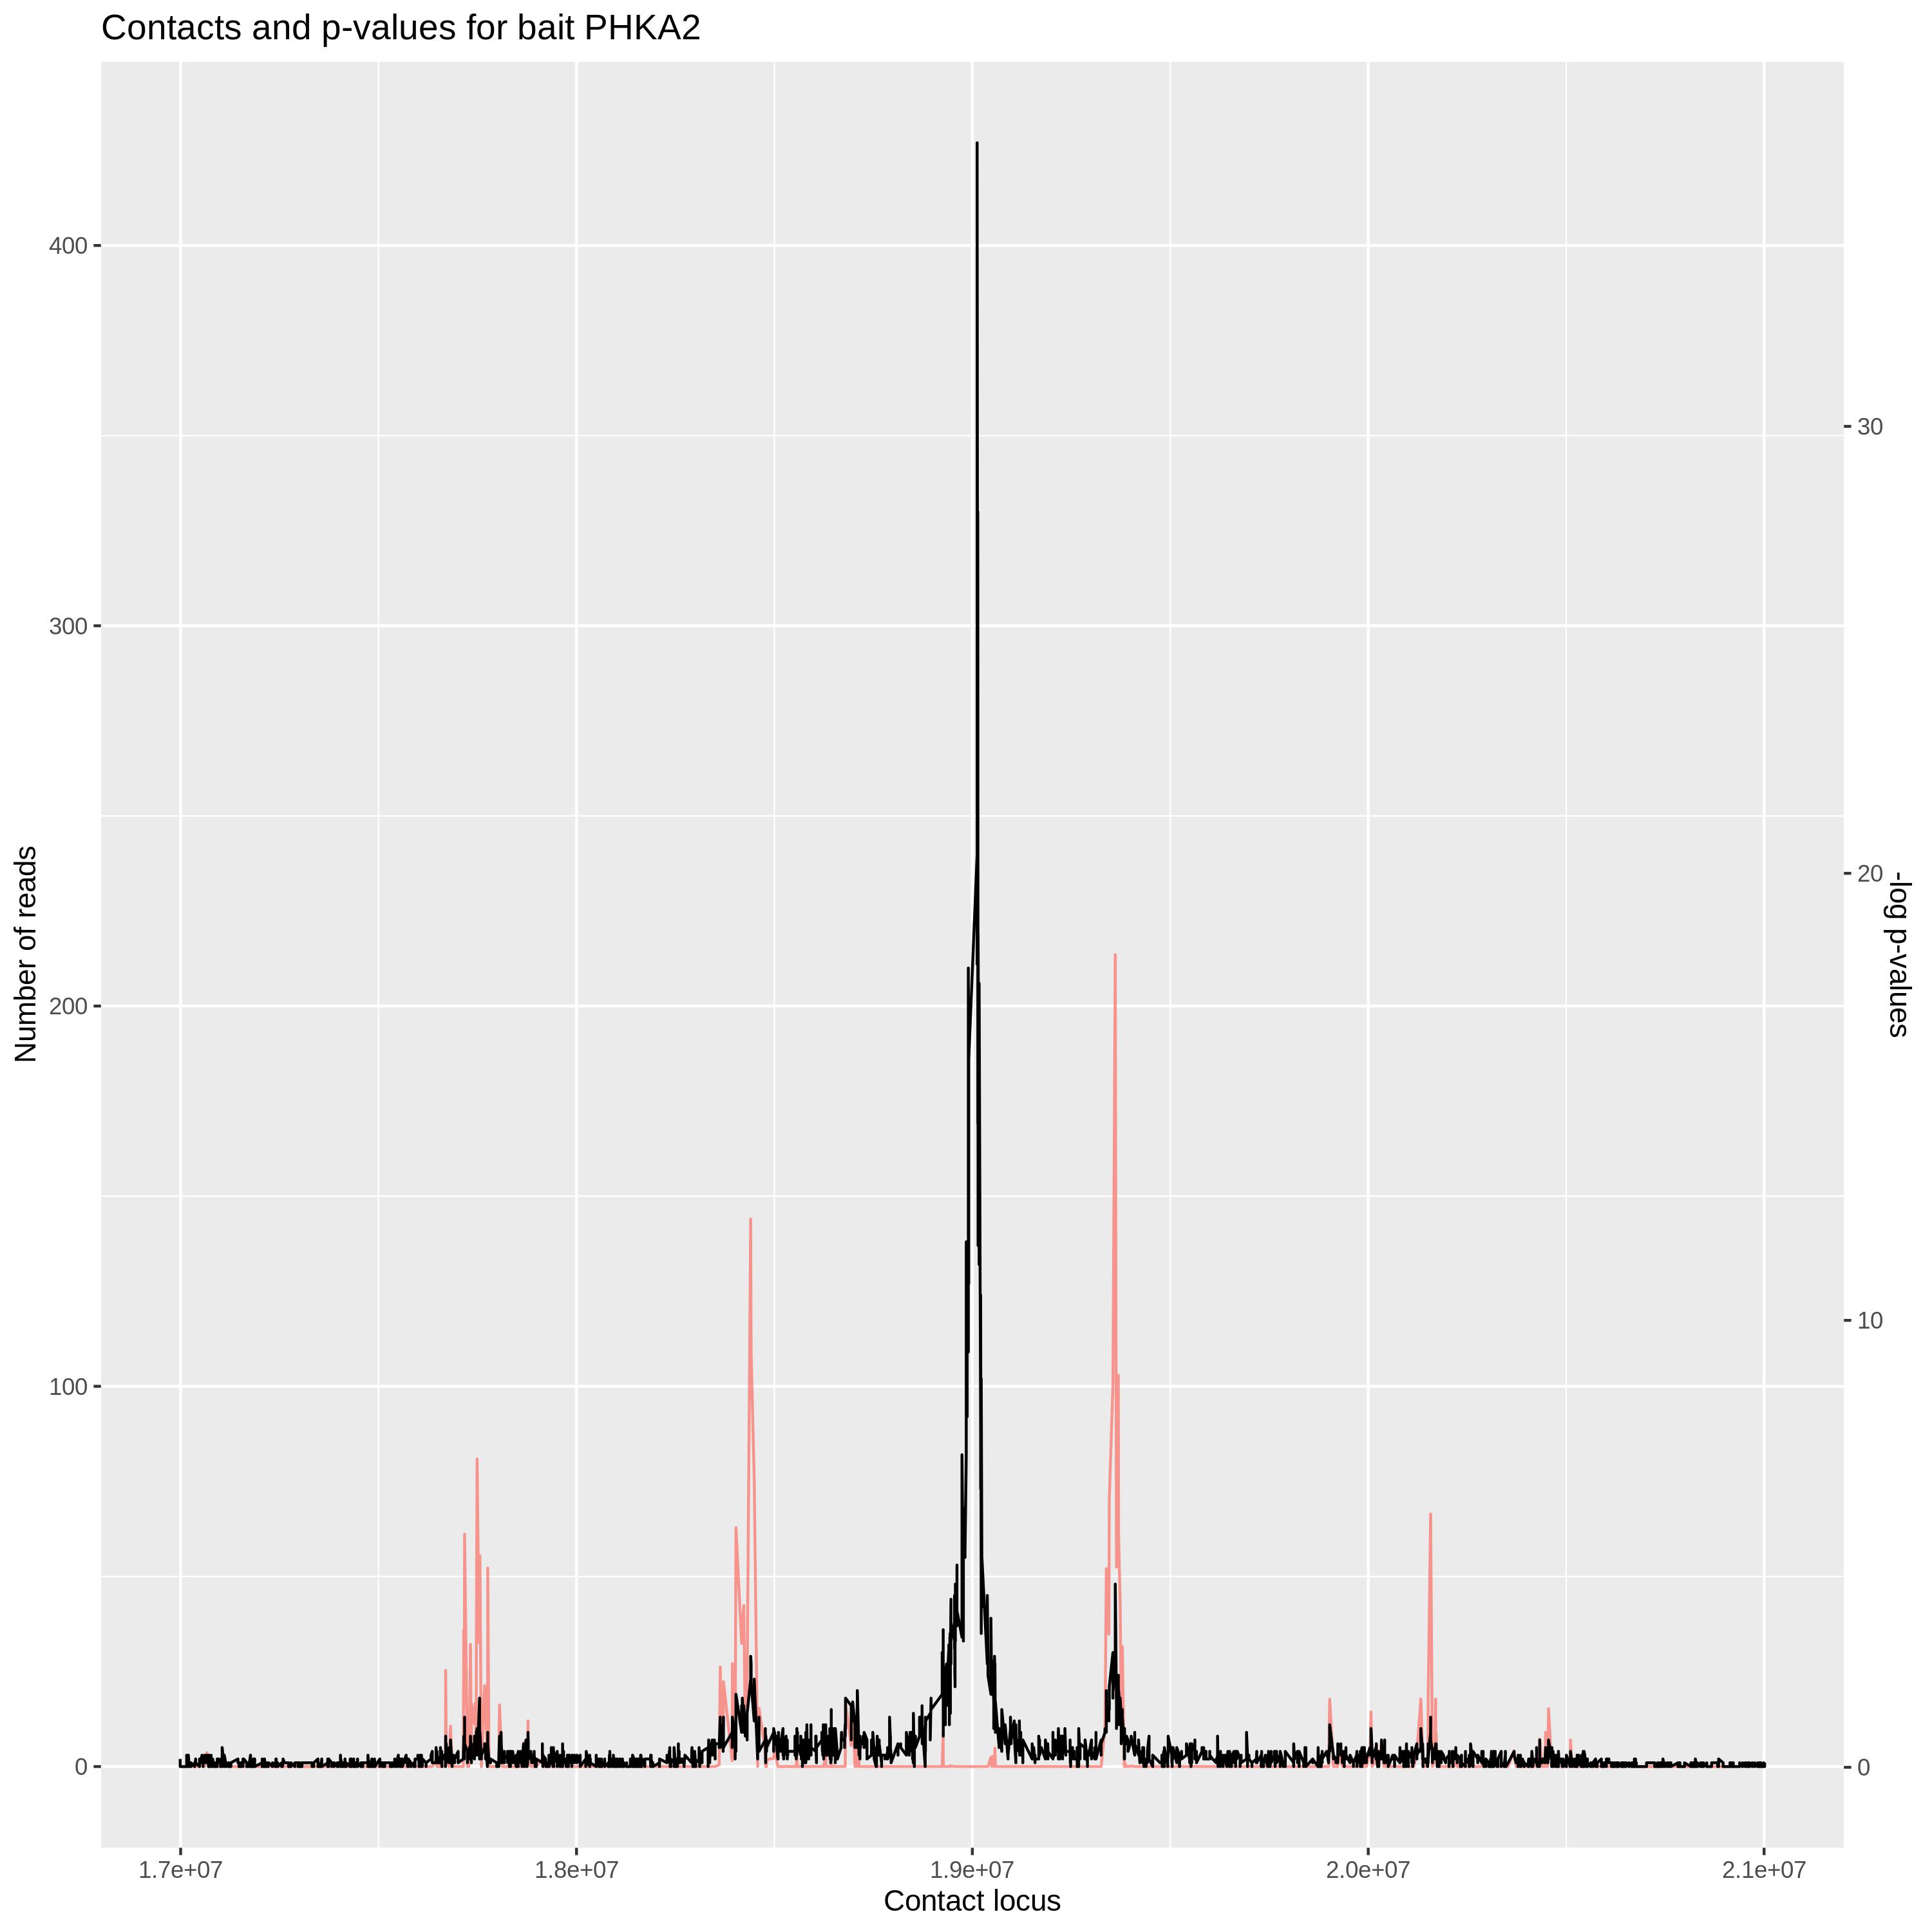 Contacts and p-values for bait PHKA2
Number of reads
400
300
200
100
0
30
20
10
0
-log p-values
1.7e+07
1.8e+07
1.9e+07
2.0e+07
2.1e+07
Contact locus